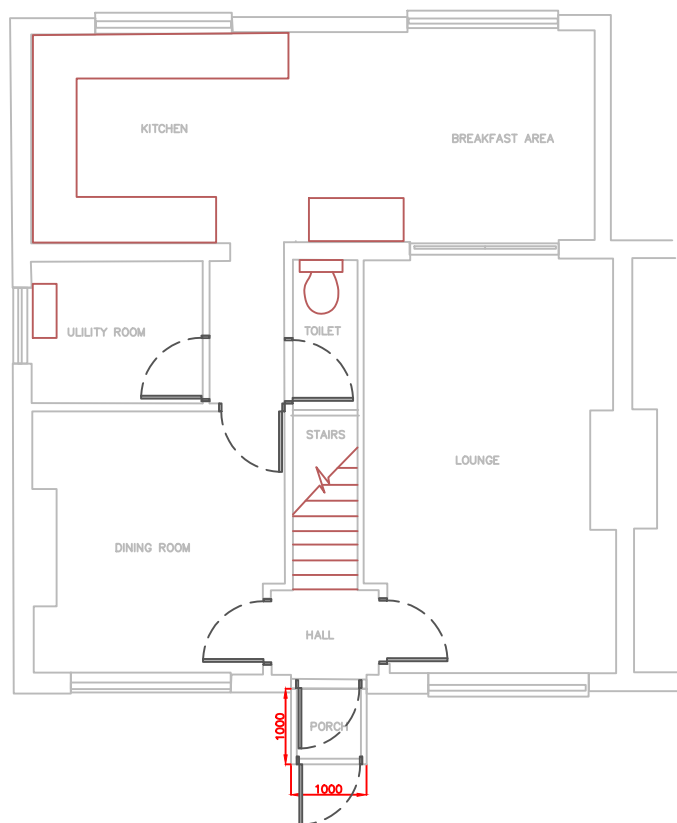 KITCHEN
BREAKFAST AREA
ULILITY ROOM
TOILET
STAIRS
LOUNGE
DINING ROOM
HALL
PORCH
1000
1000